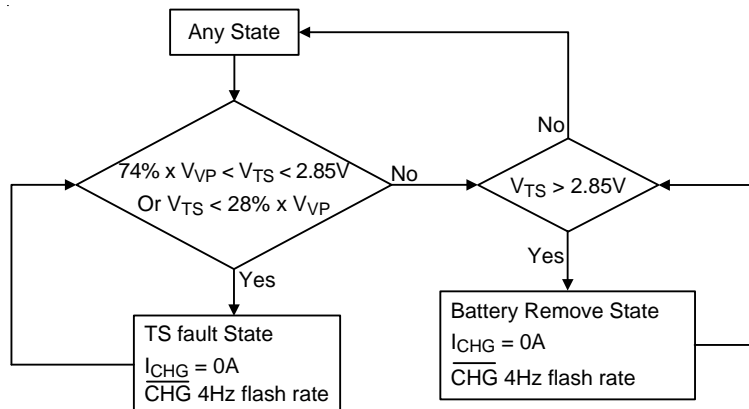 Any State
No
74% x VVP < VTS < 2.85V
Or VTS < 28% x VVP
No
VTS > 2.85V
Yes
Yes
TS fault State
ICHG = 0A
CHG 4Hz flash rate
Battery Remove State
ICHG = 0A
CHG 4Hz flash rate